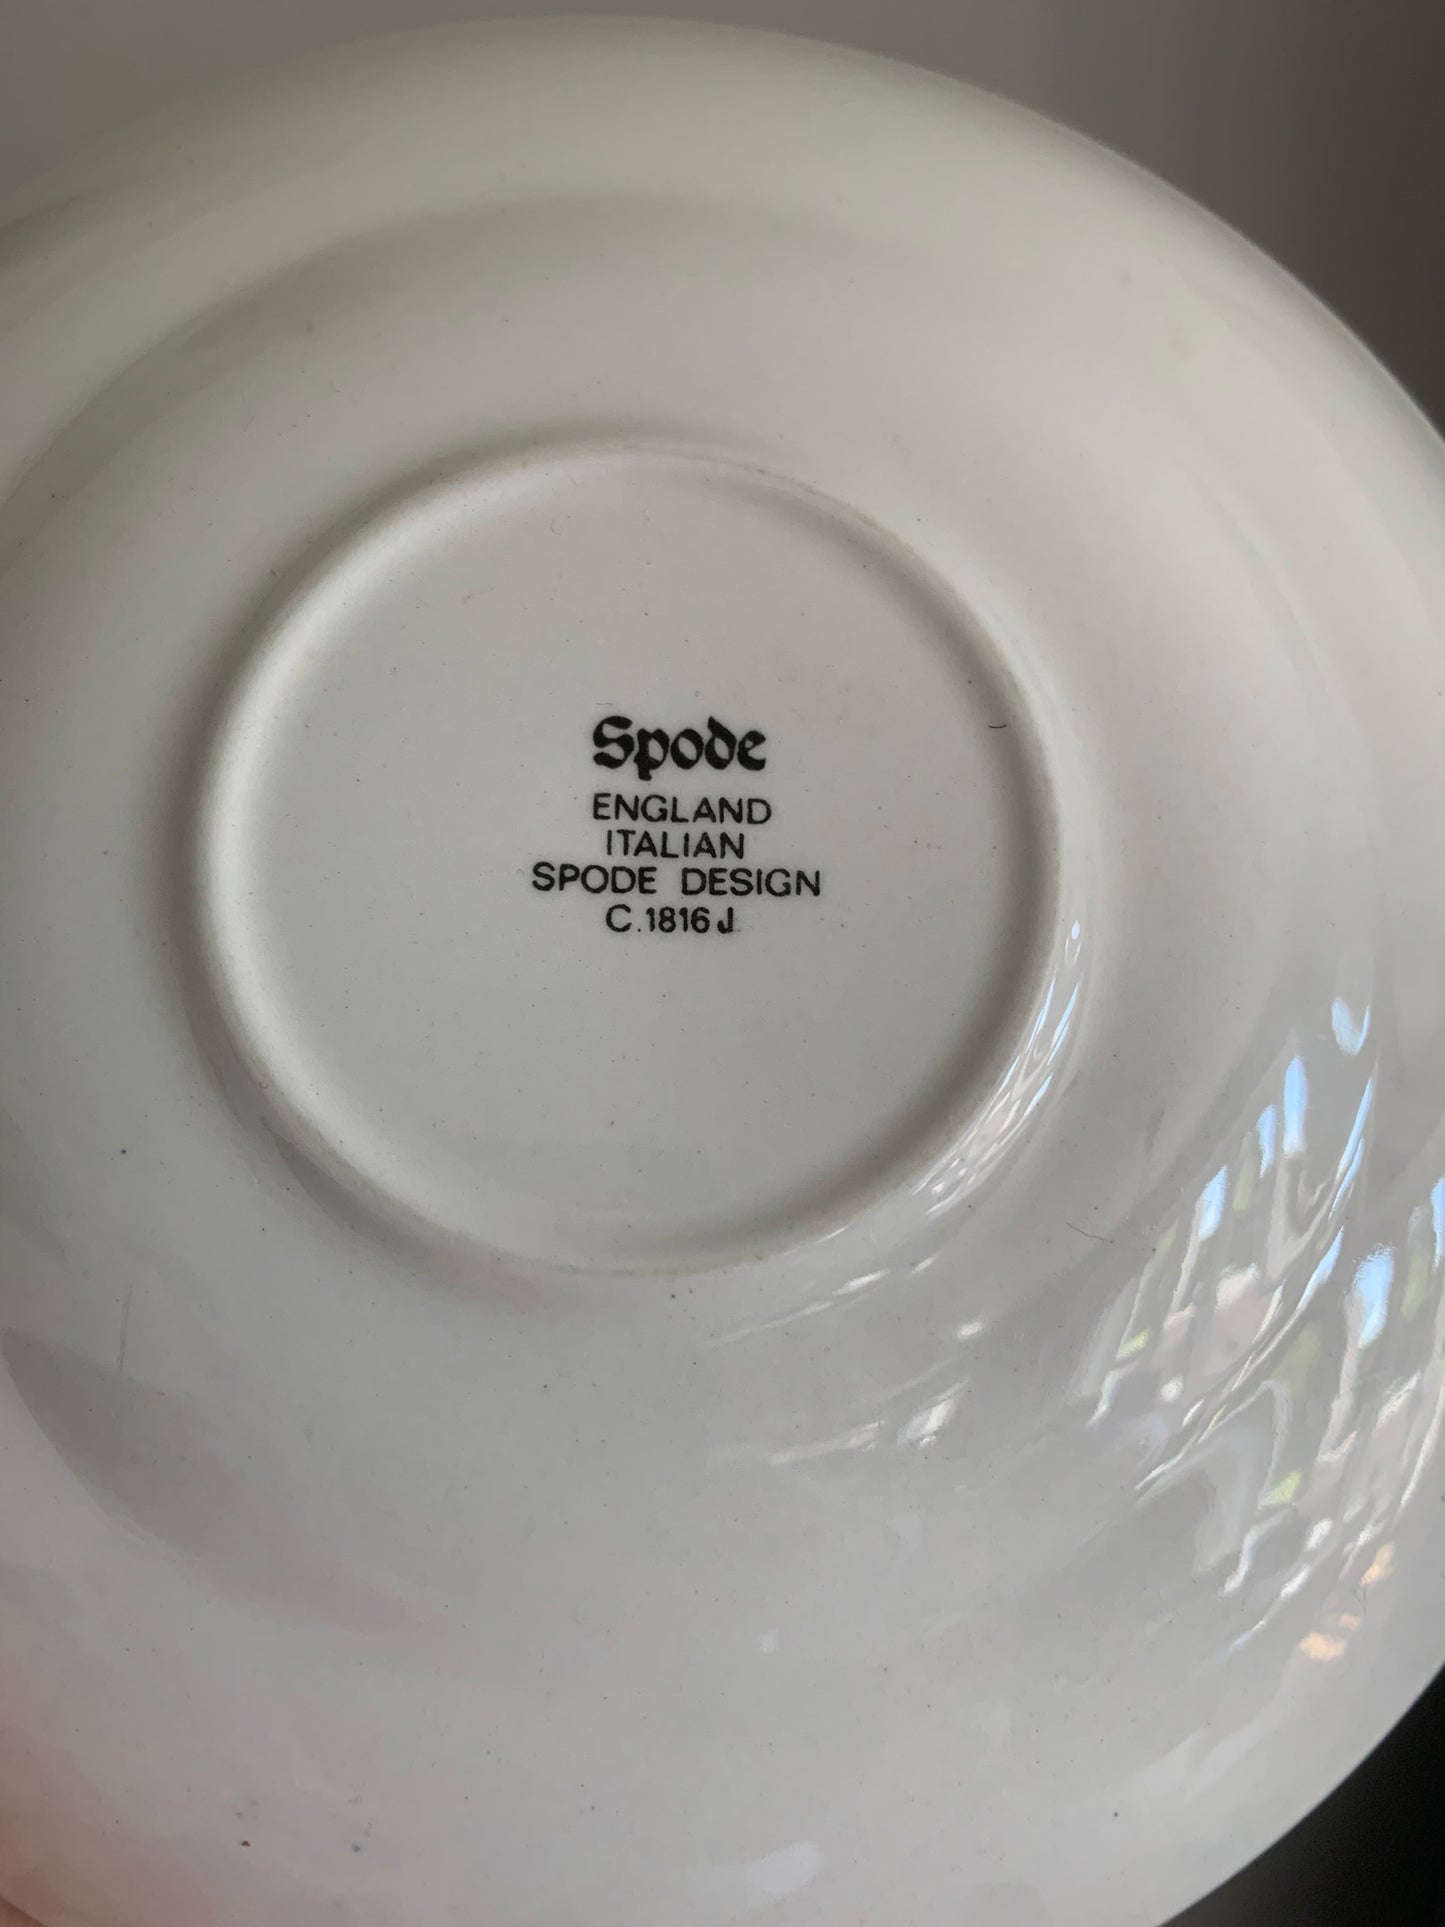 Spode
ENGLAND
ITALIAN
SPODE DESIGN
C.1816 J